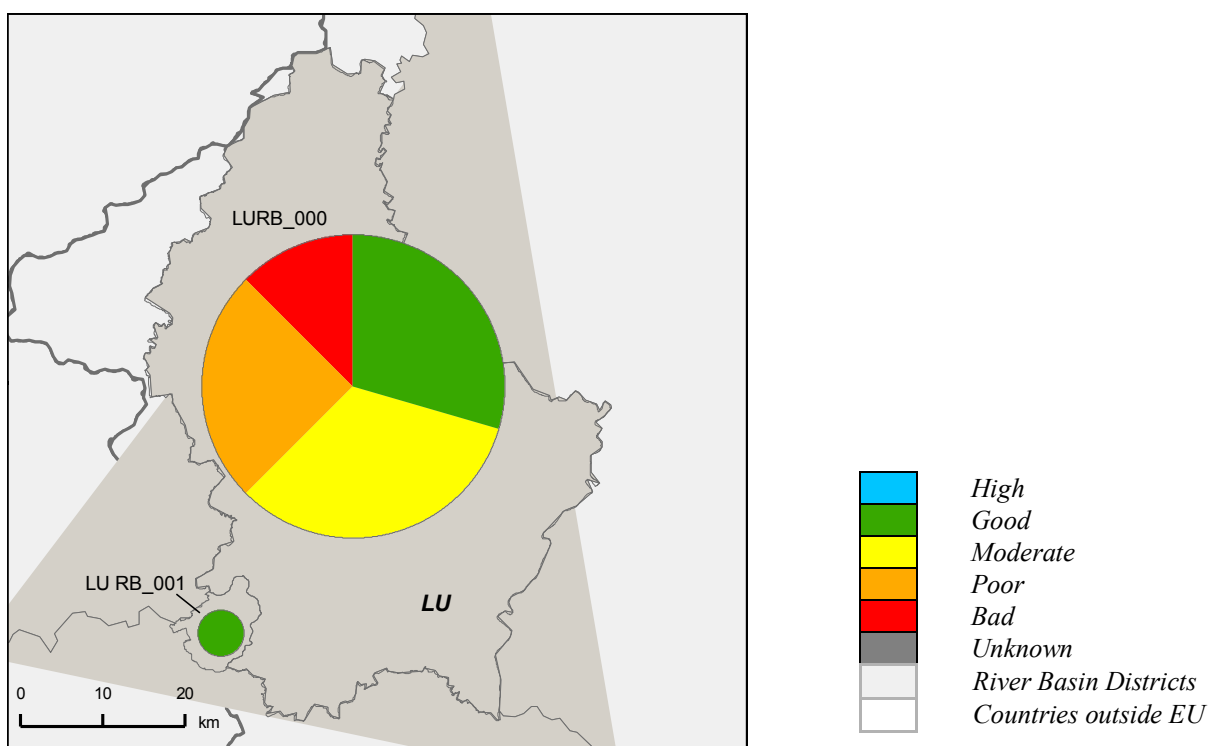 LURB_000
LU RB_001
LU
0 10 20
km
High
Good
Moderate
Poor
Bad
Unknown
River Basin Districts
Countries outside EU